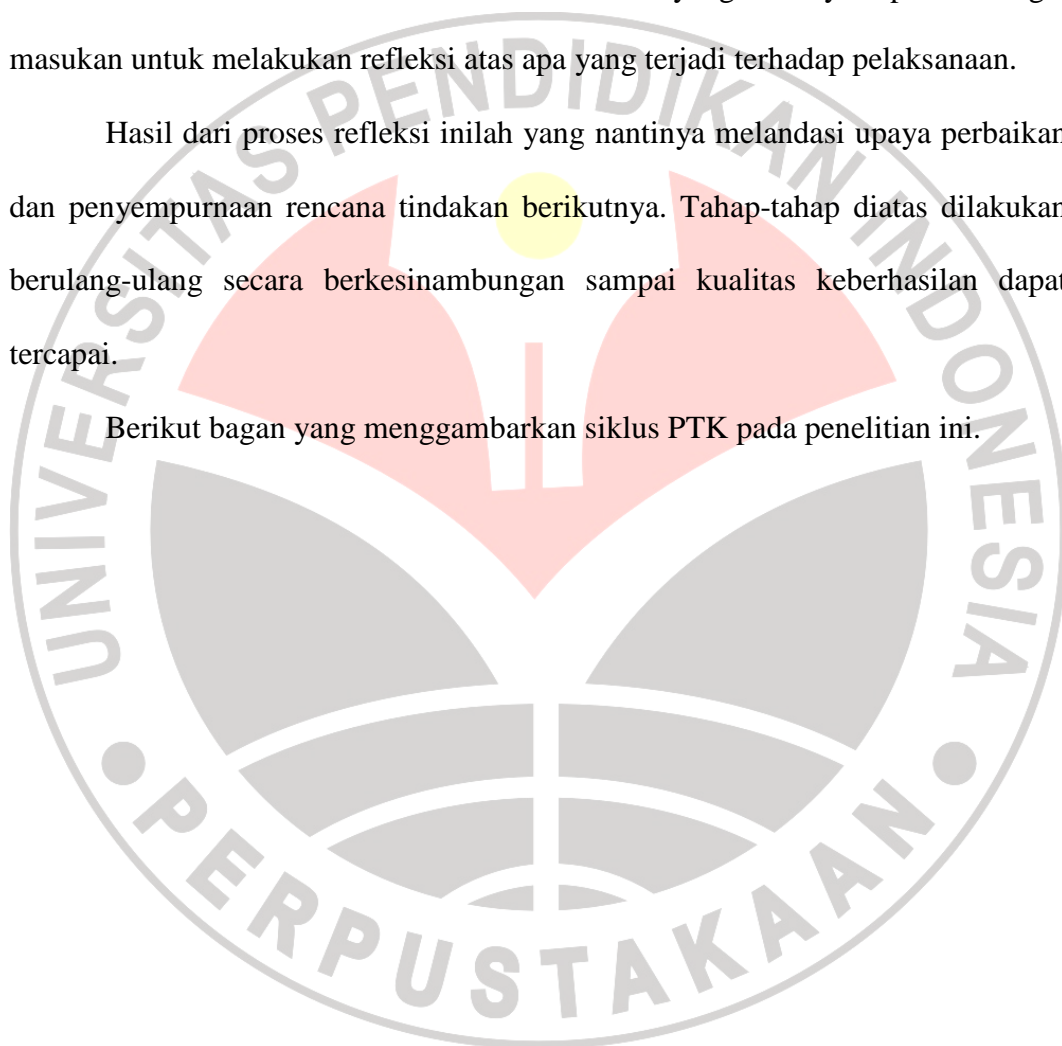 masukan untuk melakukan refleksi atas apa yang terjadi terhadap pelaksanaan.
Hasil dari proses refleksi inilah yang nantinya melandasi upaya perbaikan
dan penyempurnaan rencana tindakan berikutnya. Tahap-tahap diatas dilakukan
berulang-ulang secara berkesinambungan sampai kualitas keberhasilan dapat
tercapai.
Berikut bagan yang menggambarkan siklus PTK pada penelitian ini.
UNIVERSITAS PENDIDIKAN INDONESIA
PERPUSTAKAAN